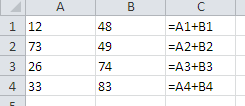 A B C
1 12 48 =A1+B1
2 73 49 =A2+B2
3 26 74 =A3+B3
4 33 83 =A4+B4